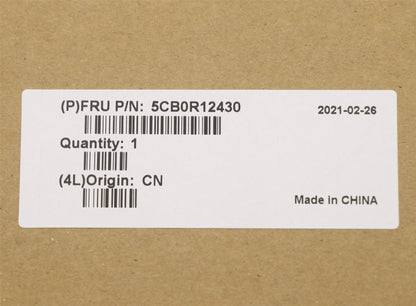 (P)FRU P/N: 5CB0R12430
2021-02-26
Quantity: 1
(4L)Origin: CN
Made in CHINA